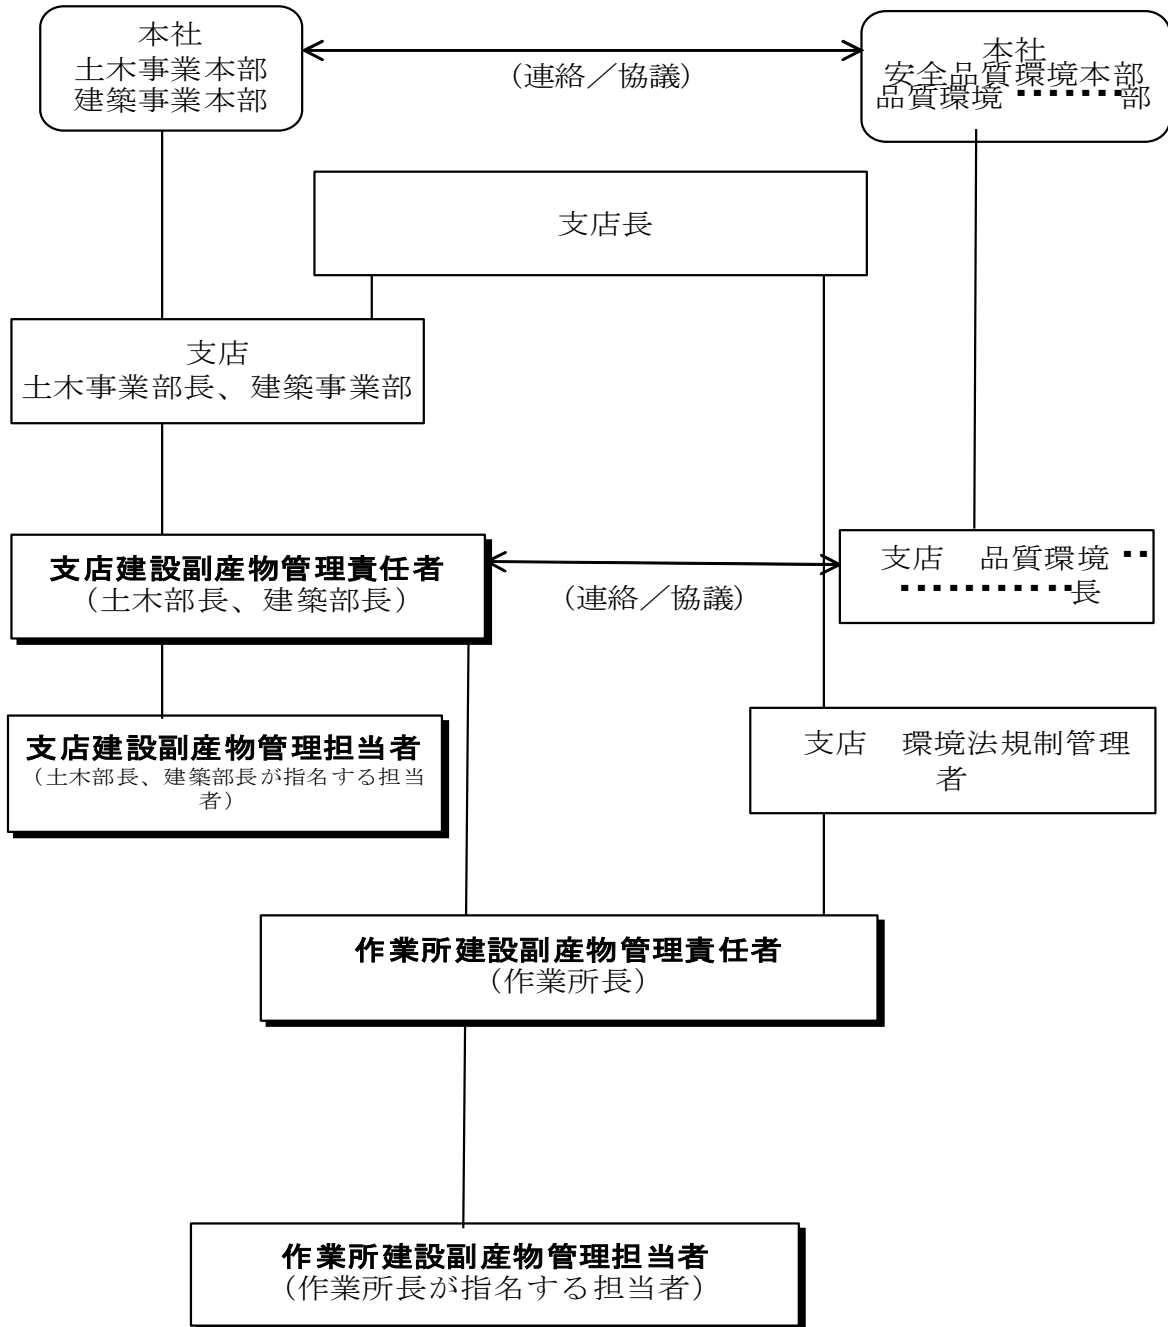 本社
土木事業本部
建築事業本部
(連絡／協議)
本社
安全品質環境本部
品質環境･･･････部
支店長
支店
土木事業部長、建築事業部
支店建設副産物管理責任者
(土木部長、建築部長)
(連絡／協議)
支店　品質環境･･
･･･････････長
支店建設副産物管理担当者
(土木部長、建築部長が指名する担当
者)
支店　環境法規制管理
者
作業所建設副産物管理責任者
(作業所長)
作業所建設副産物管理担当者
(作業所長が指名する担当者)